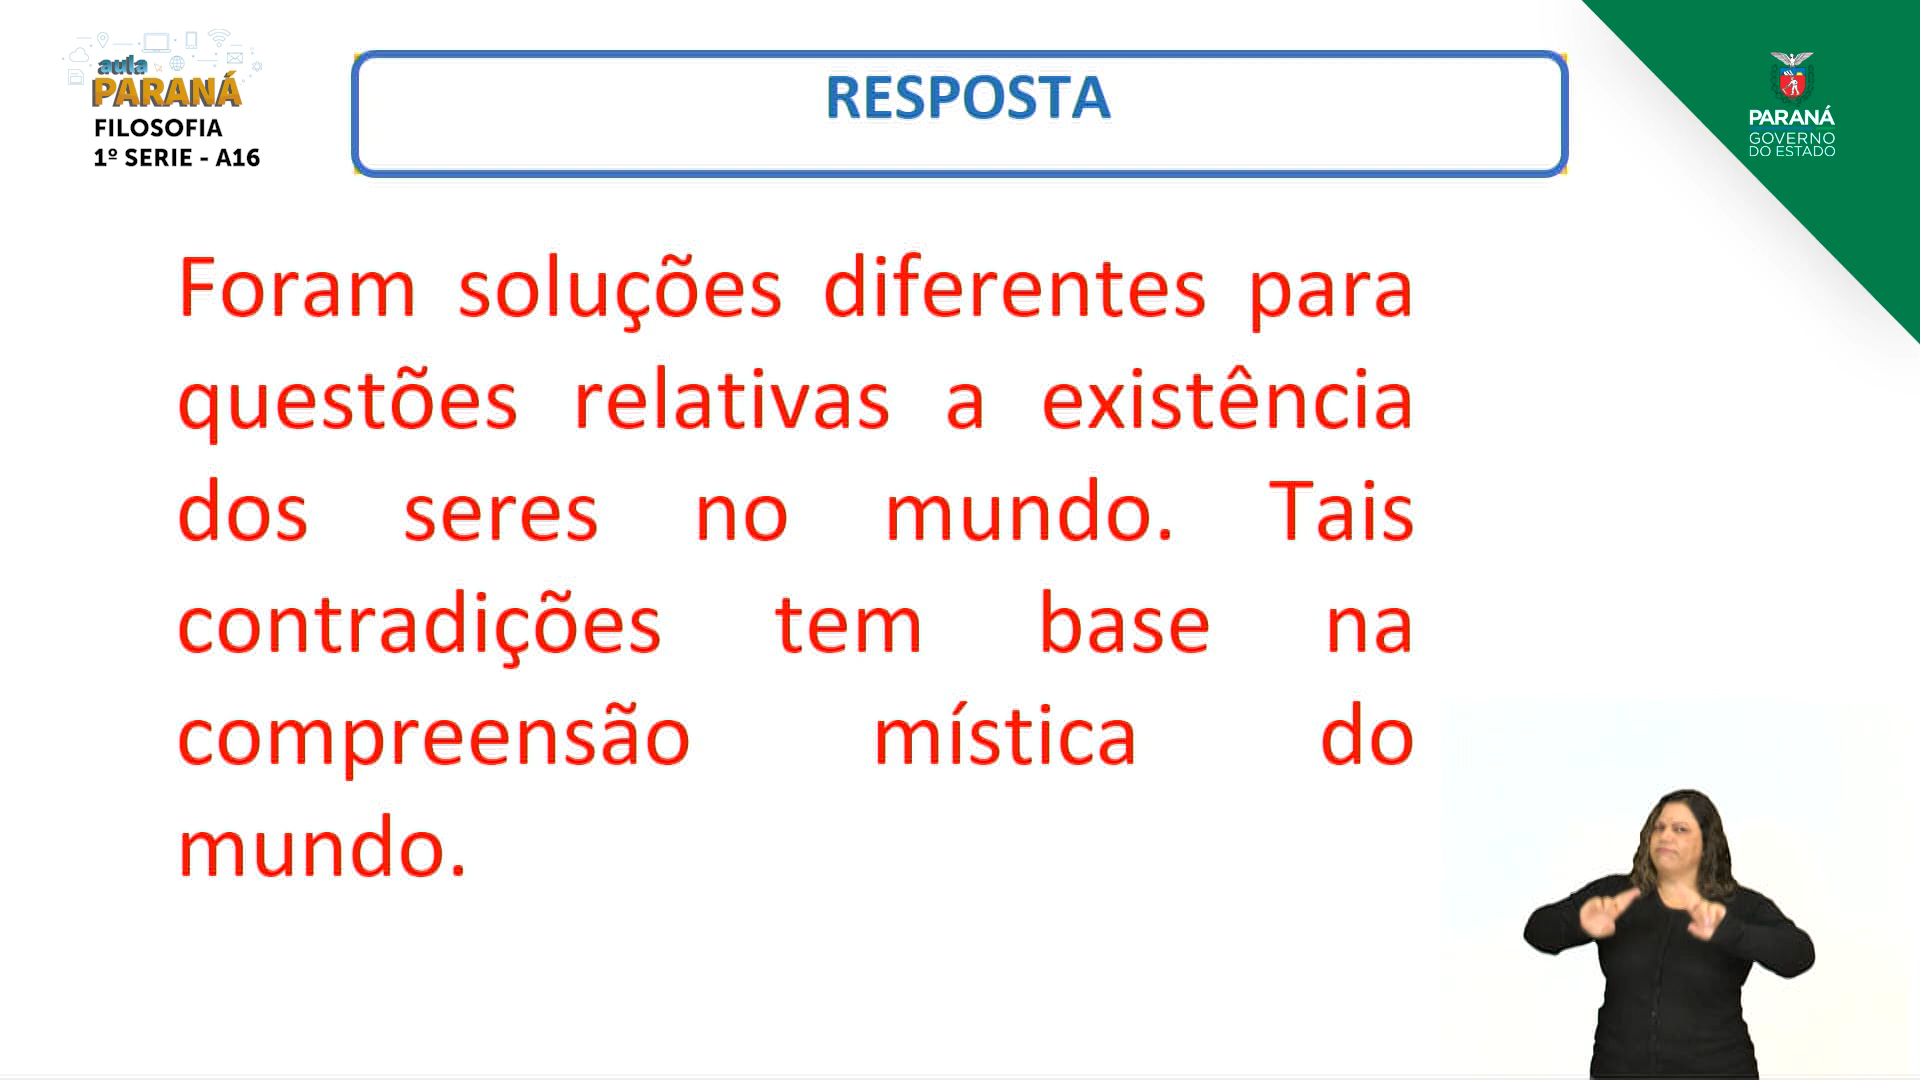 aula
PARANÁ
FILOSOFIA
1º SERIE - A16
RESPOSTA
PARANÁ
GOVERNO
DO ESTADO
Foram soluções diferentes para
questões relativas a existência
dos seres no mundo. Tais
contradições tem base na
compreensão mística do
mundo.